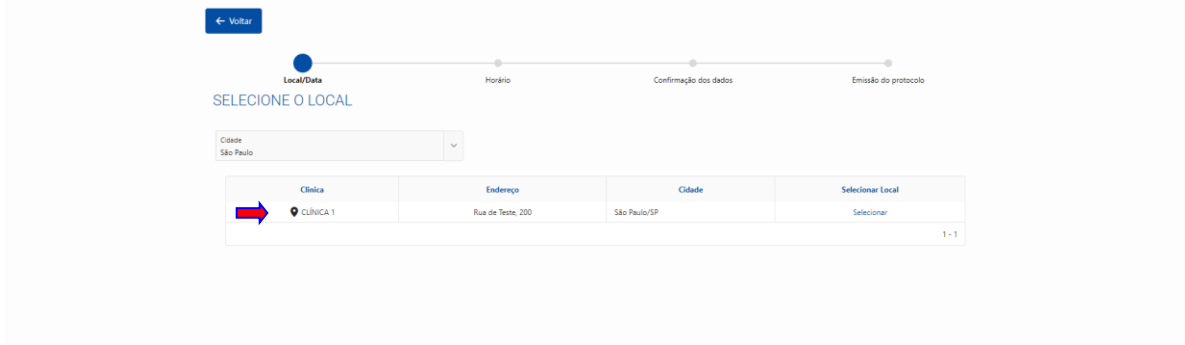 ← Voltar
Local/Data Horário Confirmação dos dados Emissão do protocolo
SELECIONE O LOCAL
Cidade
São Paulo
Clínica Endereço Cidade Selecionar Local
CLÍNICA 1 Rua de Teste, 200 São Paulo/SP Selecionar
1 - 1